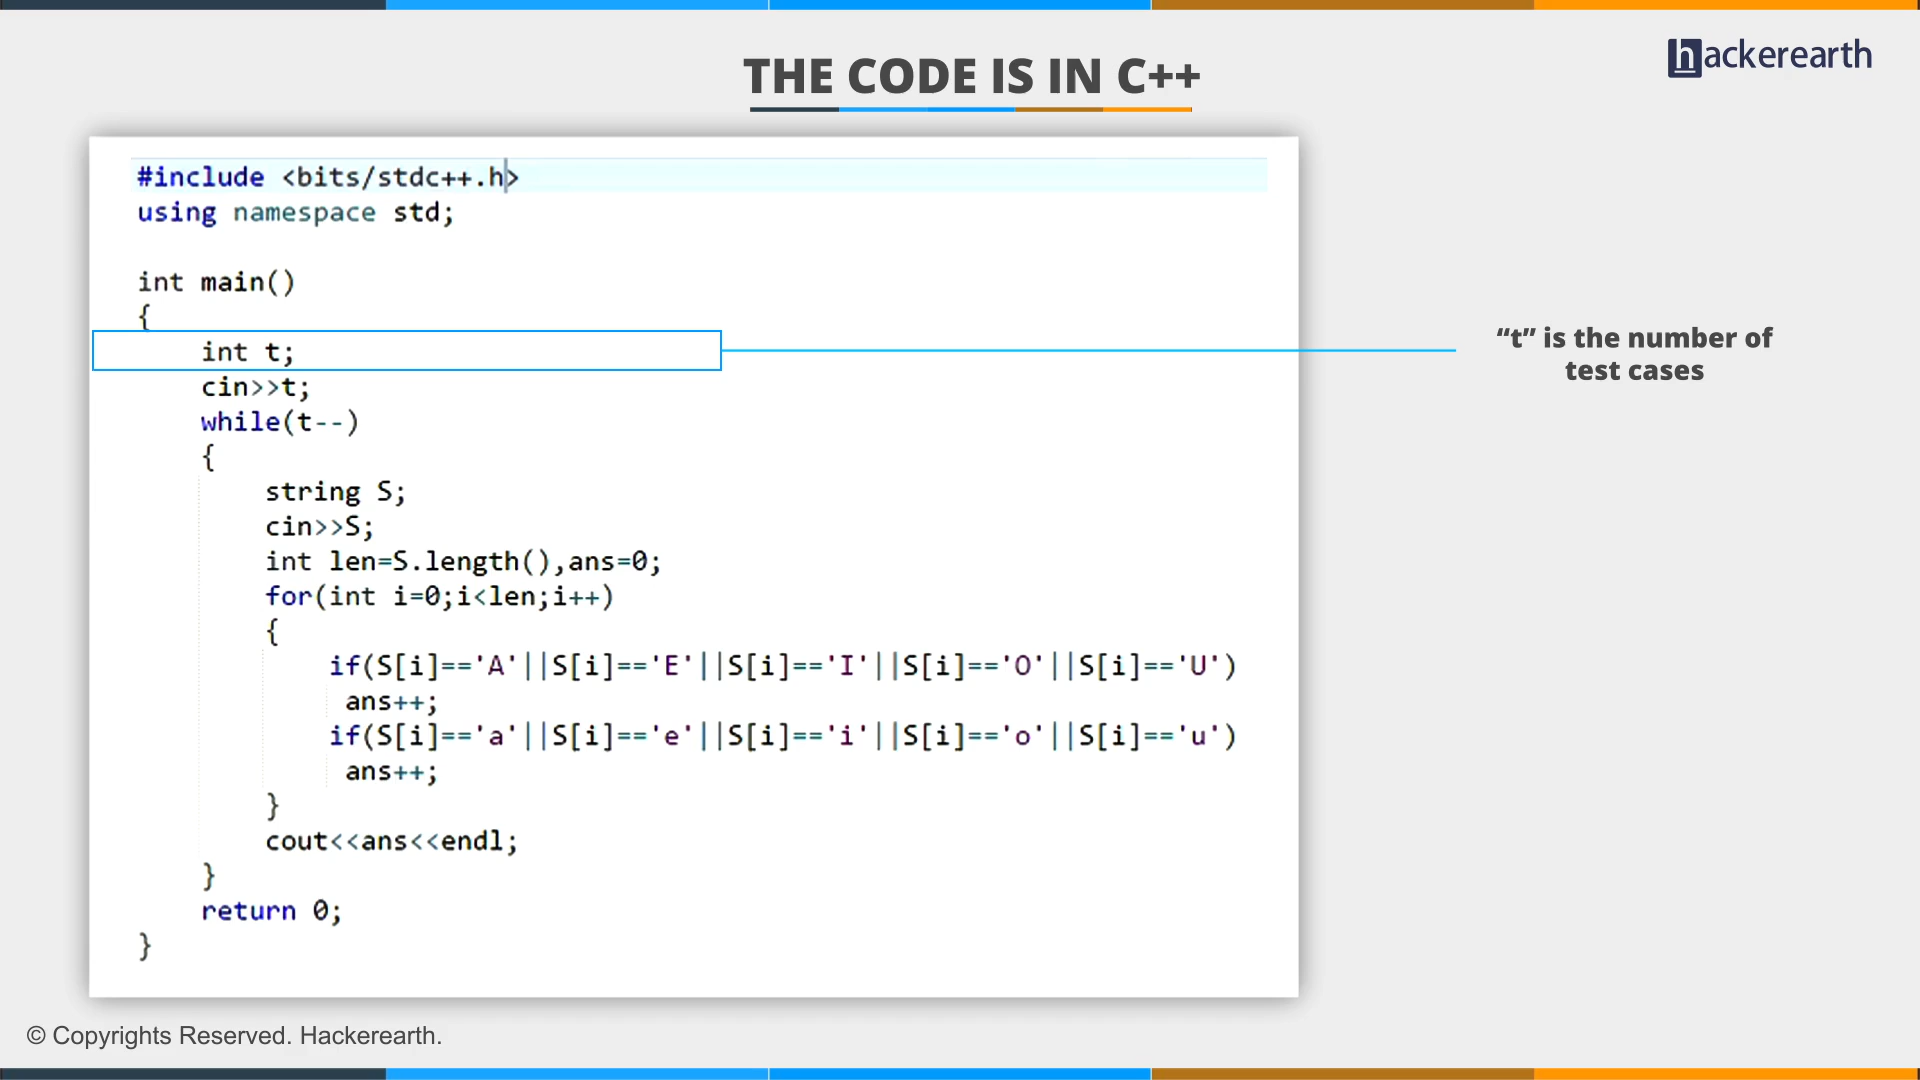 hackerearth
THE CODE IS IN C++
#include <bits/stdc++.h>
using namespace std;
int main()
{
int t;
cin>>t;
while(t--)
{
string S;
cin>>S;
int len=S.length(),ans=0;
for(int i=0;i<len;i++)
{
if(S[i]=='A'||S[i]=='E'||S[i]=='I'||S[i]=='O'||S[i]=='U')
ans++;
if(S[i]=='a'||S[i]=='e'||S[i]=='i'||S[i]=='o'||S[i]=='u')
ans++;
}
cout<<ans<<endl;
}
return 0;
}
“t” is the number of
test cases
© Copyrights Reserved. Hackerearth.